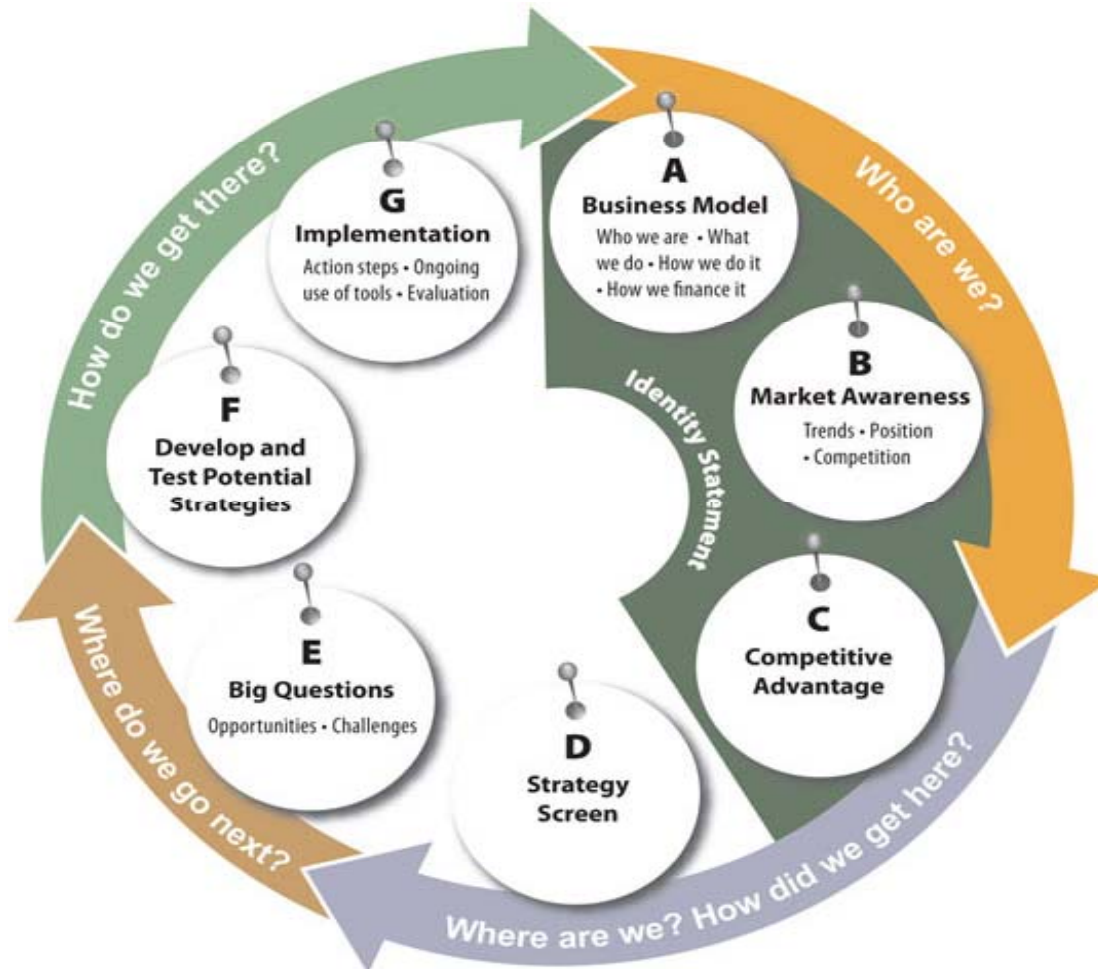 Who are we?
A
Business Model
Who we are • What
we do • How we do it
• How we finance it
B
Market Awareness
Trends • Position
• Competition
C
Competitive
Advantage
Identity Statement
Where are we? How did we get here?
D
Strategy
Screen
Where do we go next?
E
Big Questions
Opportunities • Challenges
How do we get there?
F
Develop and
Test Potential
Strategies
G
Implementation
Action steps • Ongoing
use of tools • Evaluation